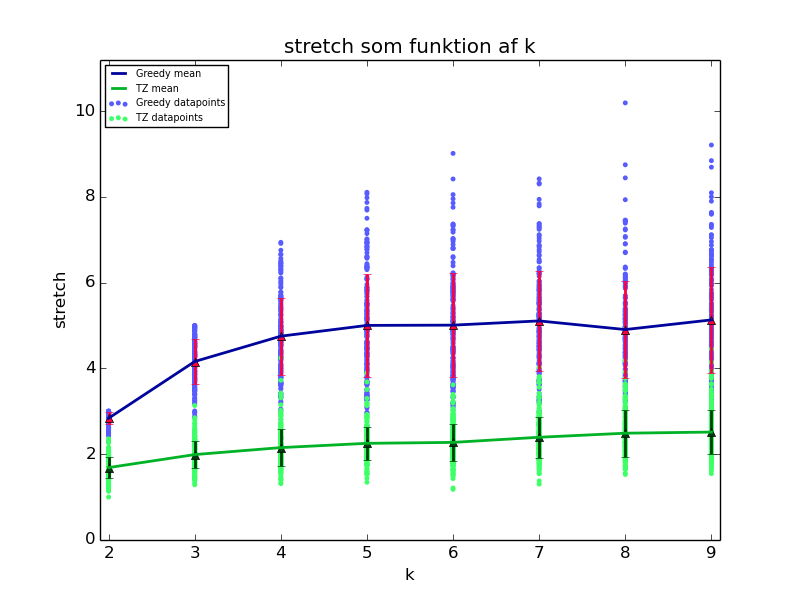 stretch som funktion af k
Greedy mean
TZ mean
Greedy datapoints
TZ datapoints
10
8
6
4
2
0
stretch
2 3 4 5 6 7 8 9
k